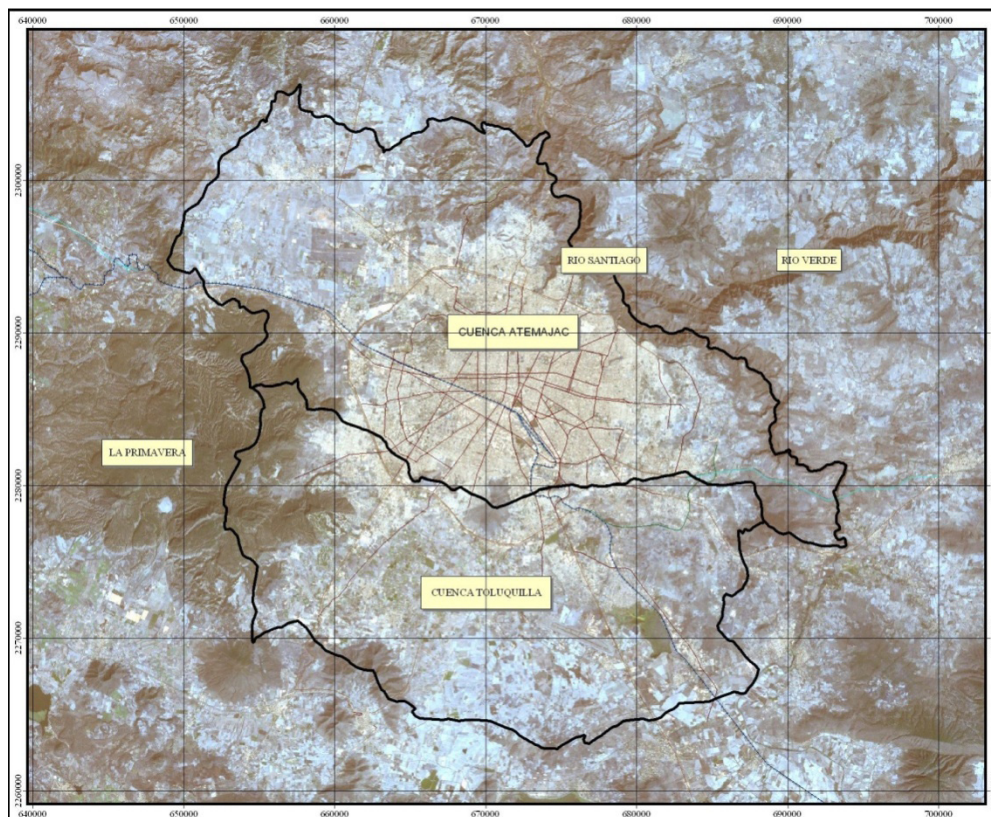 640000 650000 660000 670000 680000 690000 700000
2300000
RIO SANTIAGO
RIO VERDE
2290000
CUENCA ATEMAJAC
LA PRIMAVERA
2280000
CUENCA TOLUQUILLA
2270000
2260000
640000 650000 660000 670000 680000 690000 700000